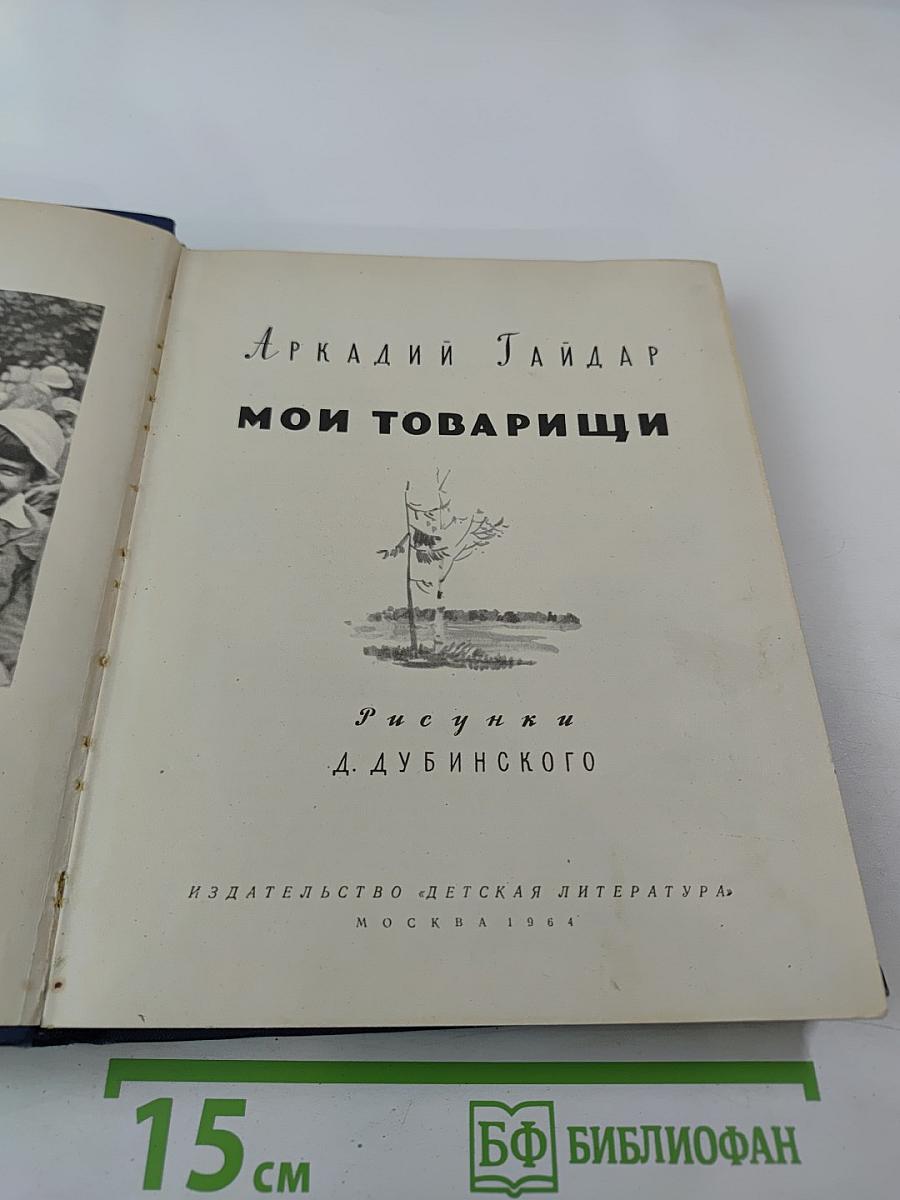 Аркадий Гайдар
МОИ ТОВАРИЩИ
Рисунки
Д. ДУБИНСКОГО
ИЗДАТЕЛЬСТВО «ДЕТСКАЯ ЛИТЕРАТУРА»
МОСКВА 1964
15 см
БФ БИБЛИОФАН